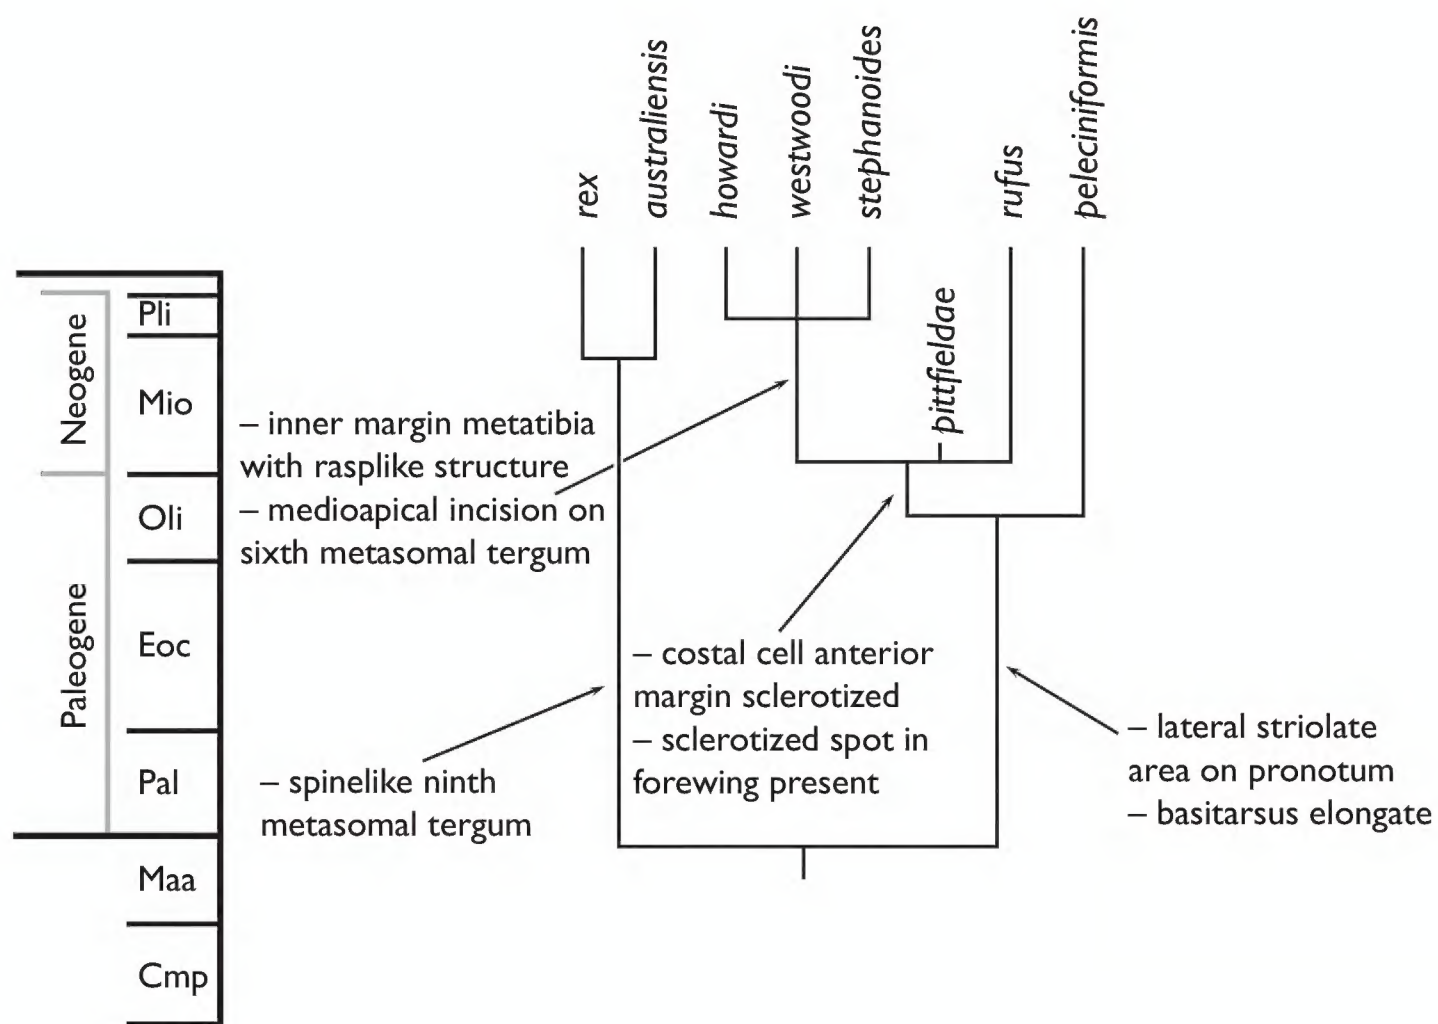 rex
australiensis
howardi
westwoodi
stephanoides
rufus
peleciniformis
pittfieldae
Neogene
Paleogene
Pli
Mio
Oli
Eoc
Pal
Maa
Cmp
– inner margin metatibia
with rasplike structure
– medioapical incision on
sixth metasomal tergum
– costal cell anterior
margin sclerotized
– sclerotized spot in
forewing present
– spinelike ninth
metasomal tergum
– lateral striolate
area on pronotum
– basitarsus elongate